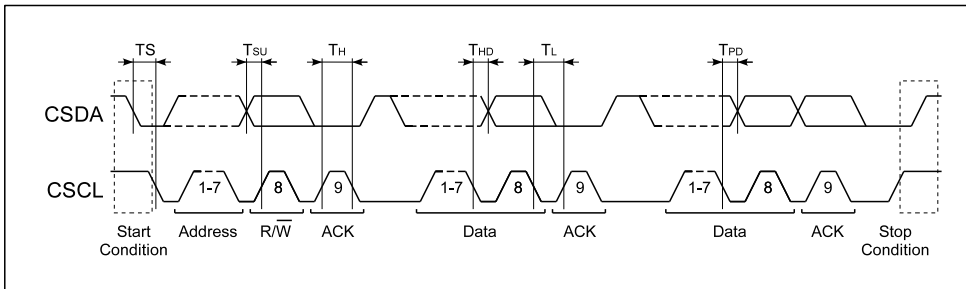 TS TSU TH THD TL TPD
CSDA
CSCL 1-7 8 9 1-7 8 9 1-7 8 9
Start Condition Address R/W̅ ACK Data ACK Data ACK Stop Condition